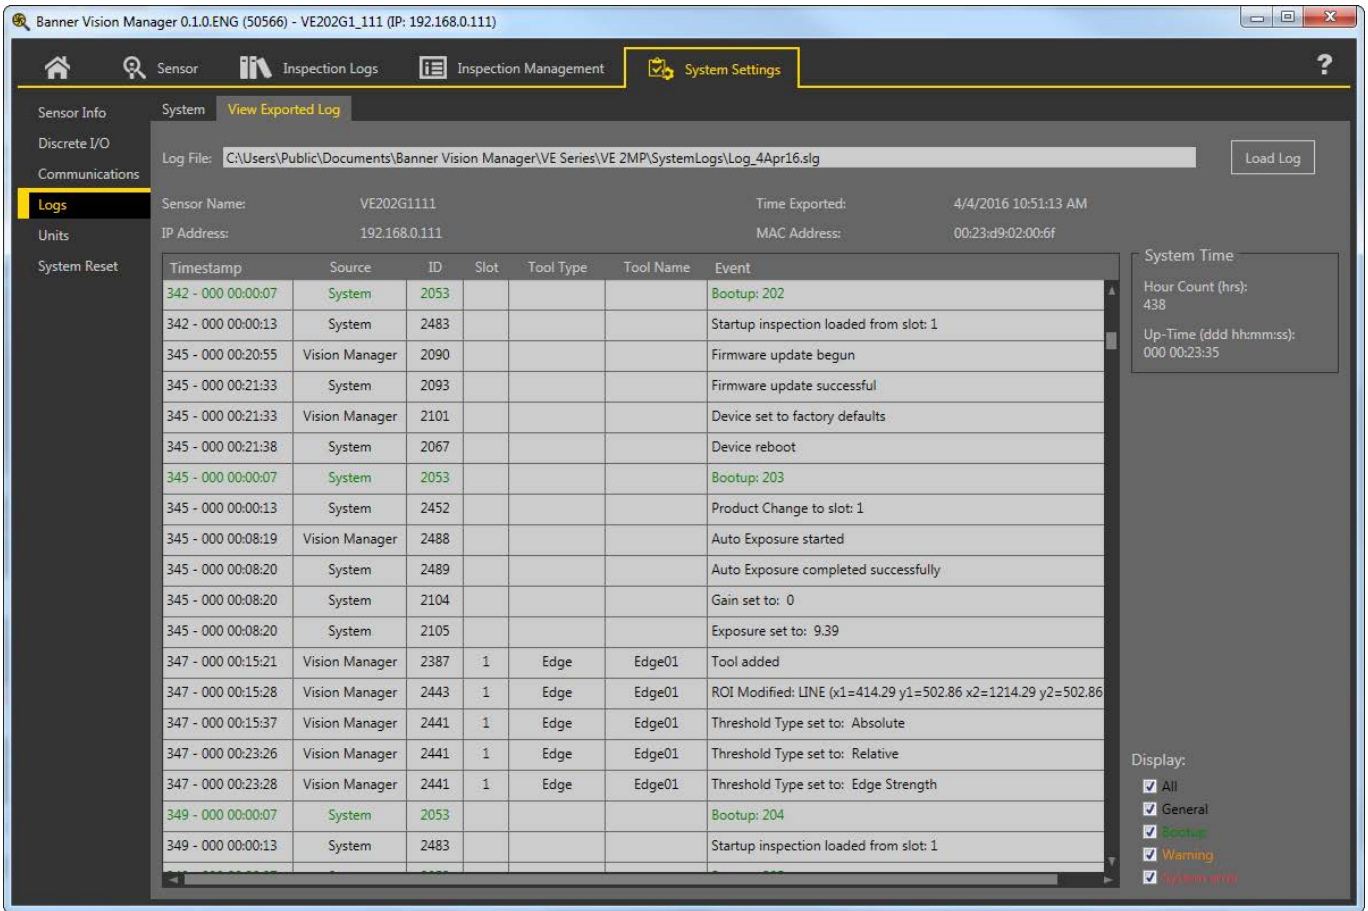 Banner Vision Manager 0.1.0.ENG (50566) - VE202G1_111 (IP: 192.168.0.111)
Sensor Inspection Logs Inspection Management System Settings ?
Sensor Info
Discrete I/O
Communications
Logs
Units
System Reset
System View Exported Log
Log File: C:\Users\Public\Documents\Banner Vision Manager\VE Series\VE 2MP\SystemLogs\Log_4Apr16.slg Load Log
Sensor Name: VE202G1111 Time Exported: 4/4/2016 10:51:13 AM
IP Address: 192.168.0.111 MAC Address: 00:23:d9:02:00:6f
Timestamp Source ID Slot Tool Type Tool Name Event
342 - 000 00:00:07 System 2053 Bootup: 202
342 - 000 00:00:13 System 2483 Startup inspection loaded from slot: 1
345 - 000 00:20:55 Vision Manager 2090 Firmware update begun
345 - 000 00:21:33 System 2093 Firmware update successful
345 - 000 00:21:33 Vision Manager 2101 Device set to factory defaults
345 - 000 00:21:38 System 2067 Device reboot
345 - 000 00:00:07 System 2053 Bootup: 203
345 - 000 00:00:13 System 2452 Product Change to slot: 1
345 - 000 00:08:19 Vision Manager 2488 Auto Exposure started
345 - 000 00:08:20 System 2489 Auto Exposure completed successfully
345 - 000 00:08:20 System 2104 Gain set to: 0
345 - 000 00:08:20 System 2105 Exposure set to: 9.39
347 - 000 00:15:21 Vision Manager 2387 1 Edge Edge01 Tool added
347 - 000 00:15:28 Vision Manager 2443 1 Edge Edge01 ROI Modified: LINE (x1=414.29 y1=502.86 x2=1214.29 y2=502.86
347 - 000 00:15:37 Vision Manager 2441 1 Edge Edge01 Threshold Type set to: Absolute
347 - 000 00:23:26 Vision Manager 2441 1 Edge Edge01 Threshold Type set to: Relative
347 - 000 00:23:28 Vision Manager 2441 1 Edge Edge01 Threshold Type set to: Edge Strength
349 - 000 00:00:07 System 2053 Bootup: 204
349 - 000 00:00:13 System 2483 Startup inspection loaded from slot: 1
System Time
Hour Count (hrs):
438
Up-Time (ddd hh:mm:ss):
000 00:23:35
Display:
All
General
Bootup
Warning
System error